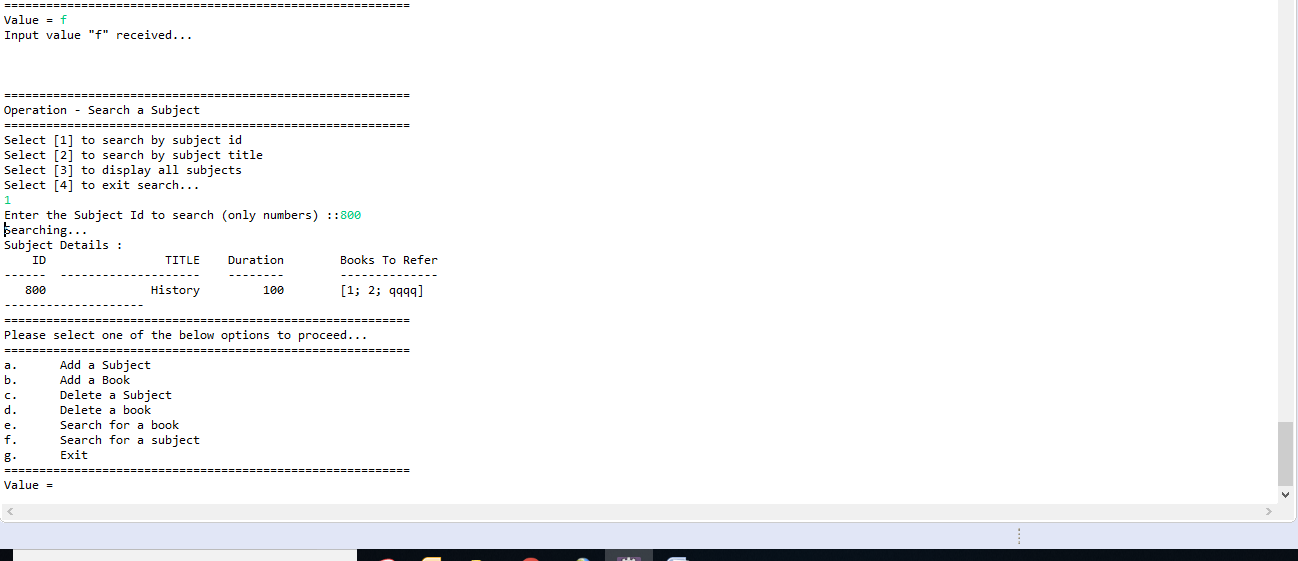 ==========================================================
Value = f
Input value "f" received...
==========================================================
Operation - Search a Subject
==========================================================
Select [1] to search by subject id
Select [2] to search by subject title
Select [3] to display all subjects
Select [4] to exit search...
1
Enter the Subject Id to search (only numbers) ::800
Searching...
Subject Details :
    ID                 TITLE    Duration        Books To Refer
------  --------------------    --------        --------------
   800               History         100        [1; 2; qqqq]
--------------------
==========================================================
Please select one of the below options to proceed...
==========================================================
a.      Add a Subject
b.      Add a Book
c.      Delete a Subject
d.      Delete a book
e.      Search for a book
f.      Search for a subject
g.      Exit
==========================================================
Value =